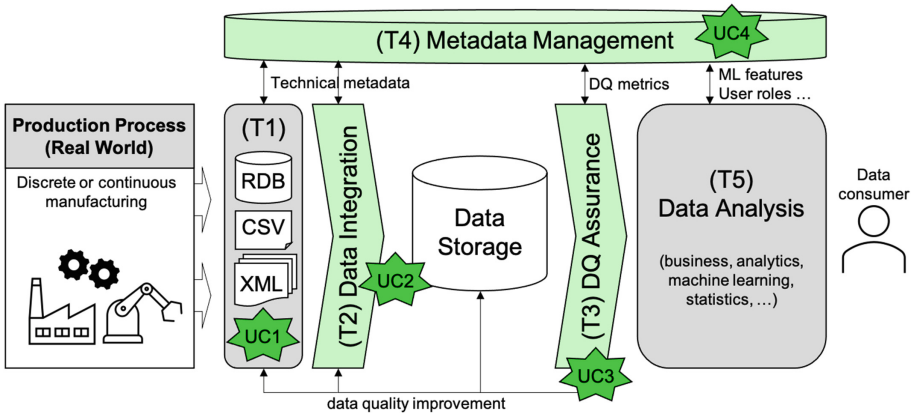 (T4) Metadata Management
UC4
Technical metadata
DQ metrics
ML features
User roles ...
Production Process
(Real World)
Discrete or continuous
manufacturing
(T1)
RDB
CSV
XML
UC1
(T2) Data Integration
UC2
Data
Storage
(T3) DQ Assurance
UC3
(T5)
Data Analysis
(business, analytics,
machine learning,
statistics, ...)
Data
consumer
data quality improvement